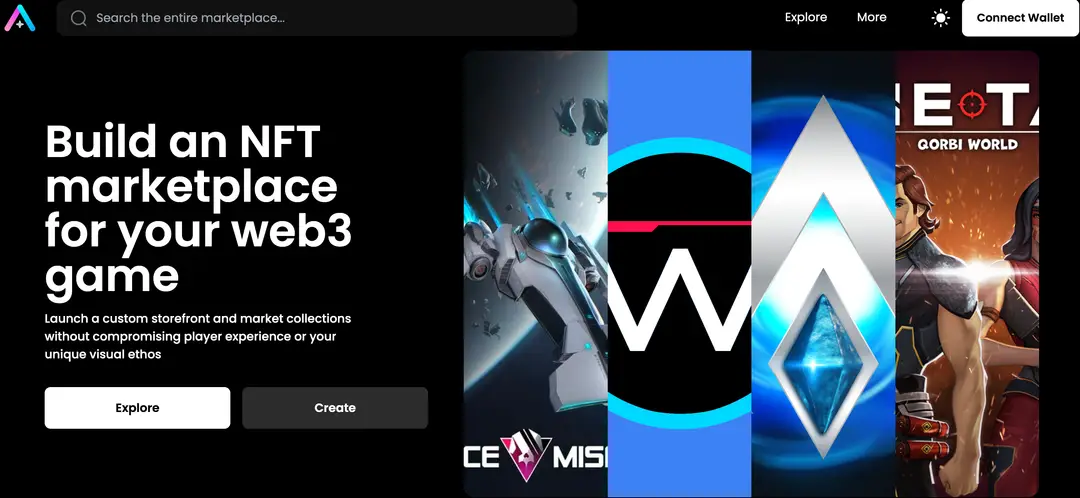 Search the entire marketplace...
Explore
More
Connect Wallet
Build an NFT
marketplace
for your web3
game
Launch a custom storefront and market collections
without compromising player experience or your
unique visual ethos
Explore
Create
CE MIS
W
NE TA
GORBI WORLD